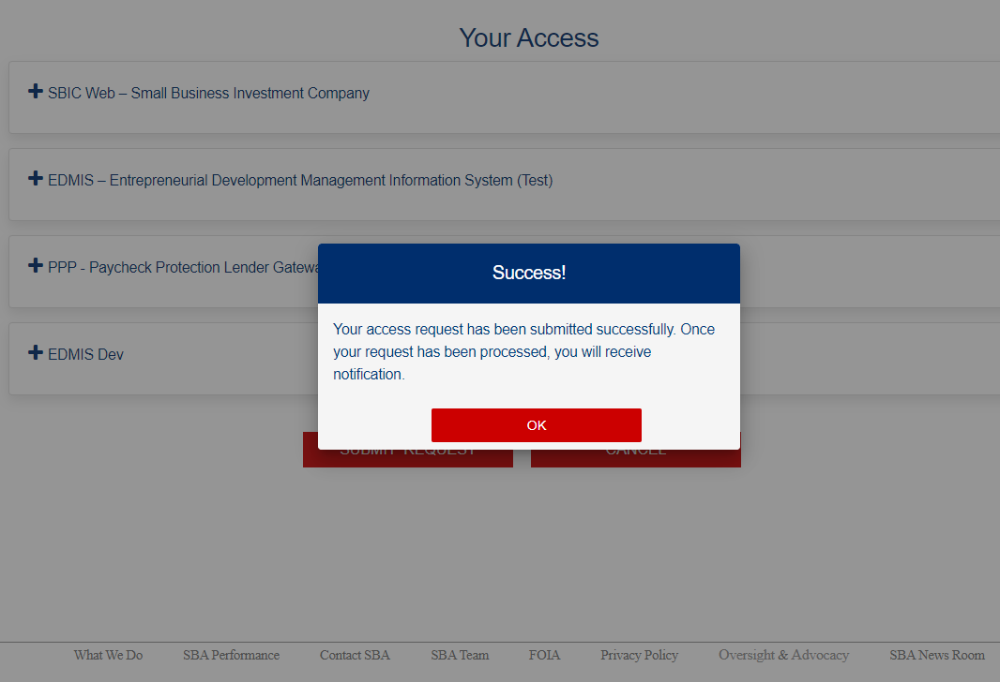 Your Access
SBIC Web – Small Business Investment Company
EDMIS – Entrepreneurial Development Management Information System (Test)
PPP - Paycheck Protection Lender
EDMIS Dev
Success!
Your access request has been submitted successfully. Once
your request has been processed, you will receive
notification.
OK
SUBMIT REQUEST CANCEL
What We Do SBA Performance Contact SBA SBA Team FOIA Privacy Policy Oversight & Advocacy SBA News Room